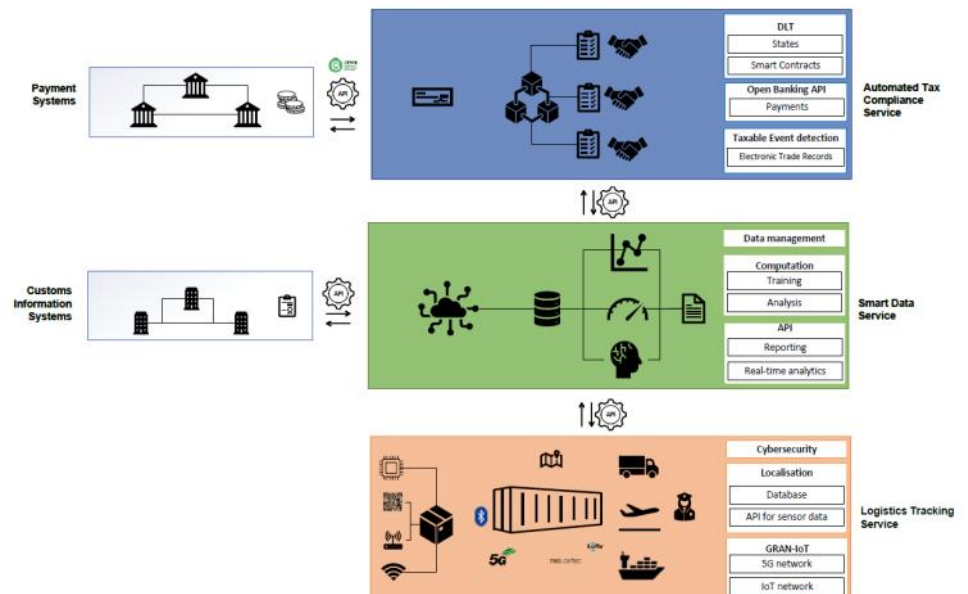 Payment
Systems
API
DLT
States
Smart Contracts
Open Banking API
Payments
Taxable Event detection
Electronic Trade Records
Automated Tax
Compliance
Service
API
Customs
Information
Systems
API
Data management
Computation
Training
Analysis
API
Reporting
Real-time analytics
Smart Data
Service
API
5G
Cybersecurity
Localisation
Database
API for sensor data
GRAN-IoT
5G network
IoT network
Logistics Tracking
Service